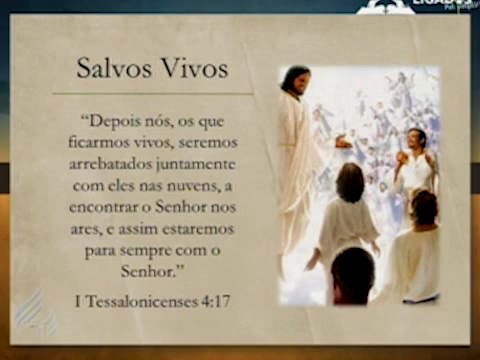 LIGADOS
Salvos Vivos
“Depois nós, os que
ficarmos vivos, seremos
arrebatados juntamente
com eles nas nuvens, a
encontrar o Senhor nos
ares, e assim estaremos
para sempre com o
Senhor.”
I Tessalonicenses 4:17